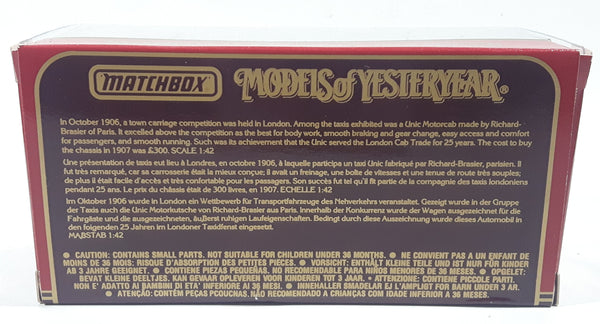 MATCHBOX
MODELS of YESTERYEAR®
In October 1906, a town carriage competition was held in London. Among the taxis exhibited was a Unic Motorcab made by Richard-
Brasier of Paris. It excelled above the competition as the best for body work, smooth braking and gear change, easy access and comfort
for passengers, and smooth running. Such was its achievement that the Unic served the London Cab Trade for 25 years. The cost to buy
the chassis in 1907 was £300. SCALE 1:42
Une présentation de taxis eut lieu à Londres, en octobre 1906, à laquelle participa un taxi Unic fabriqué par Richard-Brasier, parisien. Il
fut très remarqué, car sa carrosserie était la mieux conçue; il avait un freinage, une boîte de vitesses et une tenue de route très souples;
de plus il était facile d'accès et très confortable pour les passagers. Son succès fut tel qu'il fit partie de la compagnie des taxis londoniens
pendant 25 ans. Le prix du châssis était de 300 livres, en 1907. ECHELLE 1:42
Im Oktober 1906 wurde in London ein Wettbewerb für Transportfahrzeuge des Nehverkehrs veranstaltet. Gezeigt wurde in der Gruppe
der Taxis auch die Unic Motorkutsche von Richard-Brasier aus Paris. Innerhalb der Konkurrenz wurde der Wagen ausgezeichnet für die
Fahrgäste und die ausgezeichneten, äußerst ruhigen Laufeigenschaften. Bedingt durch diese Auszeichnung wurde dieses Automobil in
den folgenden 25 Jahren im Londoner Taxidienst eingesetzt.
MAßSTAB 1:42
● CAUTION: CONTAINS SMALL PARTS. NOT SUITABLE FOR CHILDREN UNDER 36 MONTHS. ● NE CONVIENT PAS A UN ENFANT DE
MOINS DE 36 MOIS: RISQUE D'ABSORPTION DES PETITES PIECES. ● VORSICHT: ENTHÄLT KLEINE TEILE UND IST NUR FÜR KINDER
AB 3 JAHRE GEEIGNET. ● CONTIENE PIEZAS PEQUEÑAS. NO RECOMENDABLE PARA NIÑOS MENORES DE 36 MESES. ● OPGELET:
BEVAT KLEINE DEELTJES. KAN GEVAAR OPLEVEREN VOOR KINDEREN TOT 3 JAAR. ● ATTENZIONE: CONTIENE PICCOLE PARTI.
NON E' ADATTO AI BAMBINI DI ETA' INFERIORE AI 36 MESI. ● INNEHALLER SMADELAR EJ LAMPLIGT FOR BARN UNDER 3 AR.
● ATENÇÃO: CONTÉM PEÇAS PCOUCHAS. NÃO RECOMENDADO A CRIANÇAS COM IDADE INFERIOR A 36 MESES.